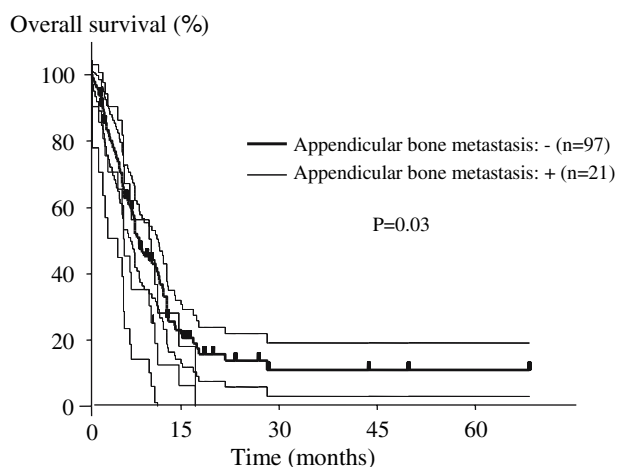 Overall survival (%)
100
80
60
40
20
0
Appendicular bone metastasis: - (n=97)
Appendicular bone metastasis: + (n=21)
P=0.03
0 15 30 45 60
Time (months)